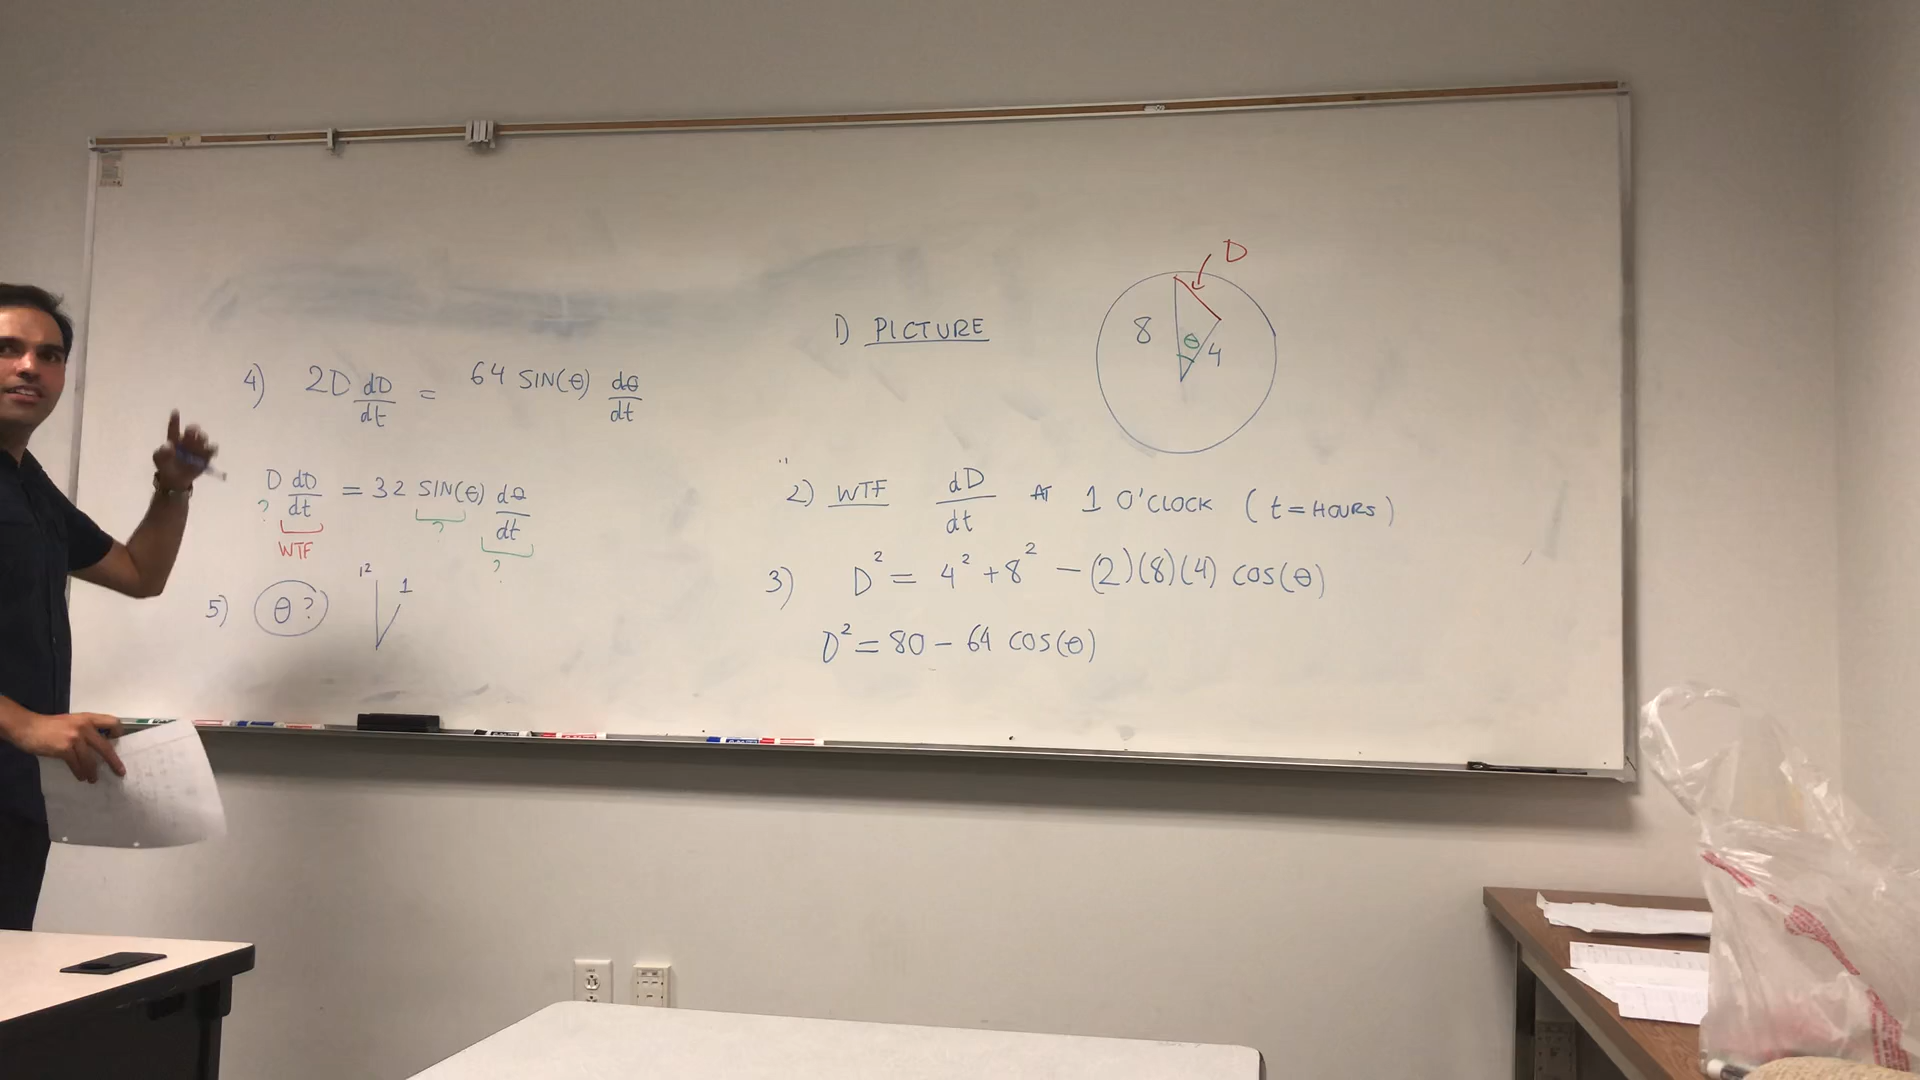 1) PICTURE
D
8
θ
4
2) WTF dD/dt AT 1 O'CLOCK (t=HOURS)
3) D² = 4² + 8² - (2)(8)(4) COS(θ)
D² = 80 - 64 COS(θ)
4) 2D dD/dt = 64 SIN(θ) dθ/dt
D dD/dt = 32 SIN(θ) dθ/dt
? WTF ? ?
5) θ? 12 1